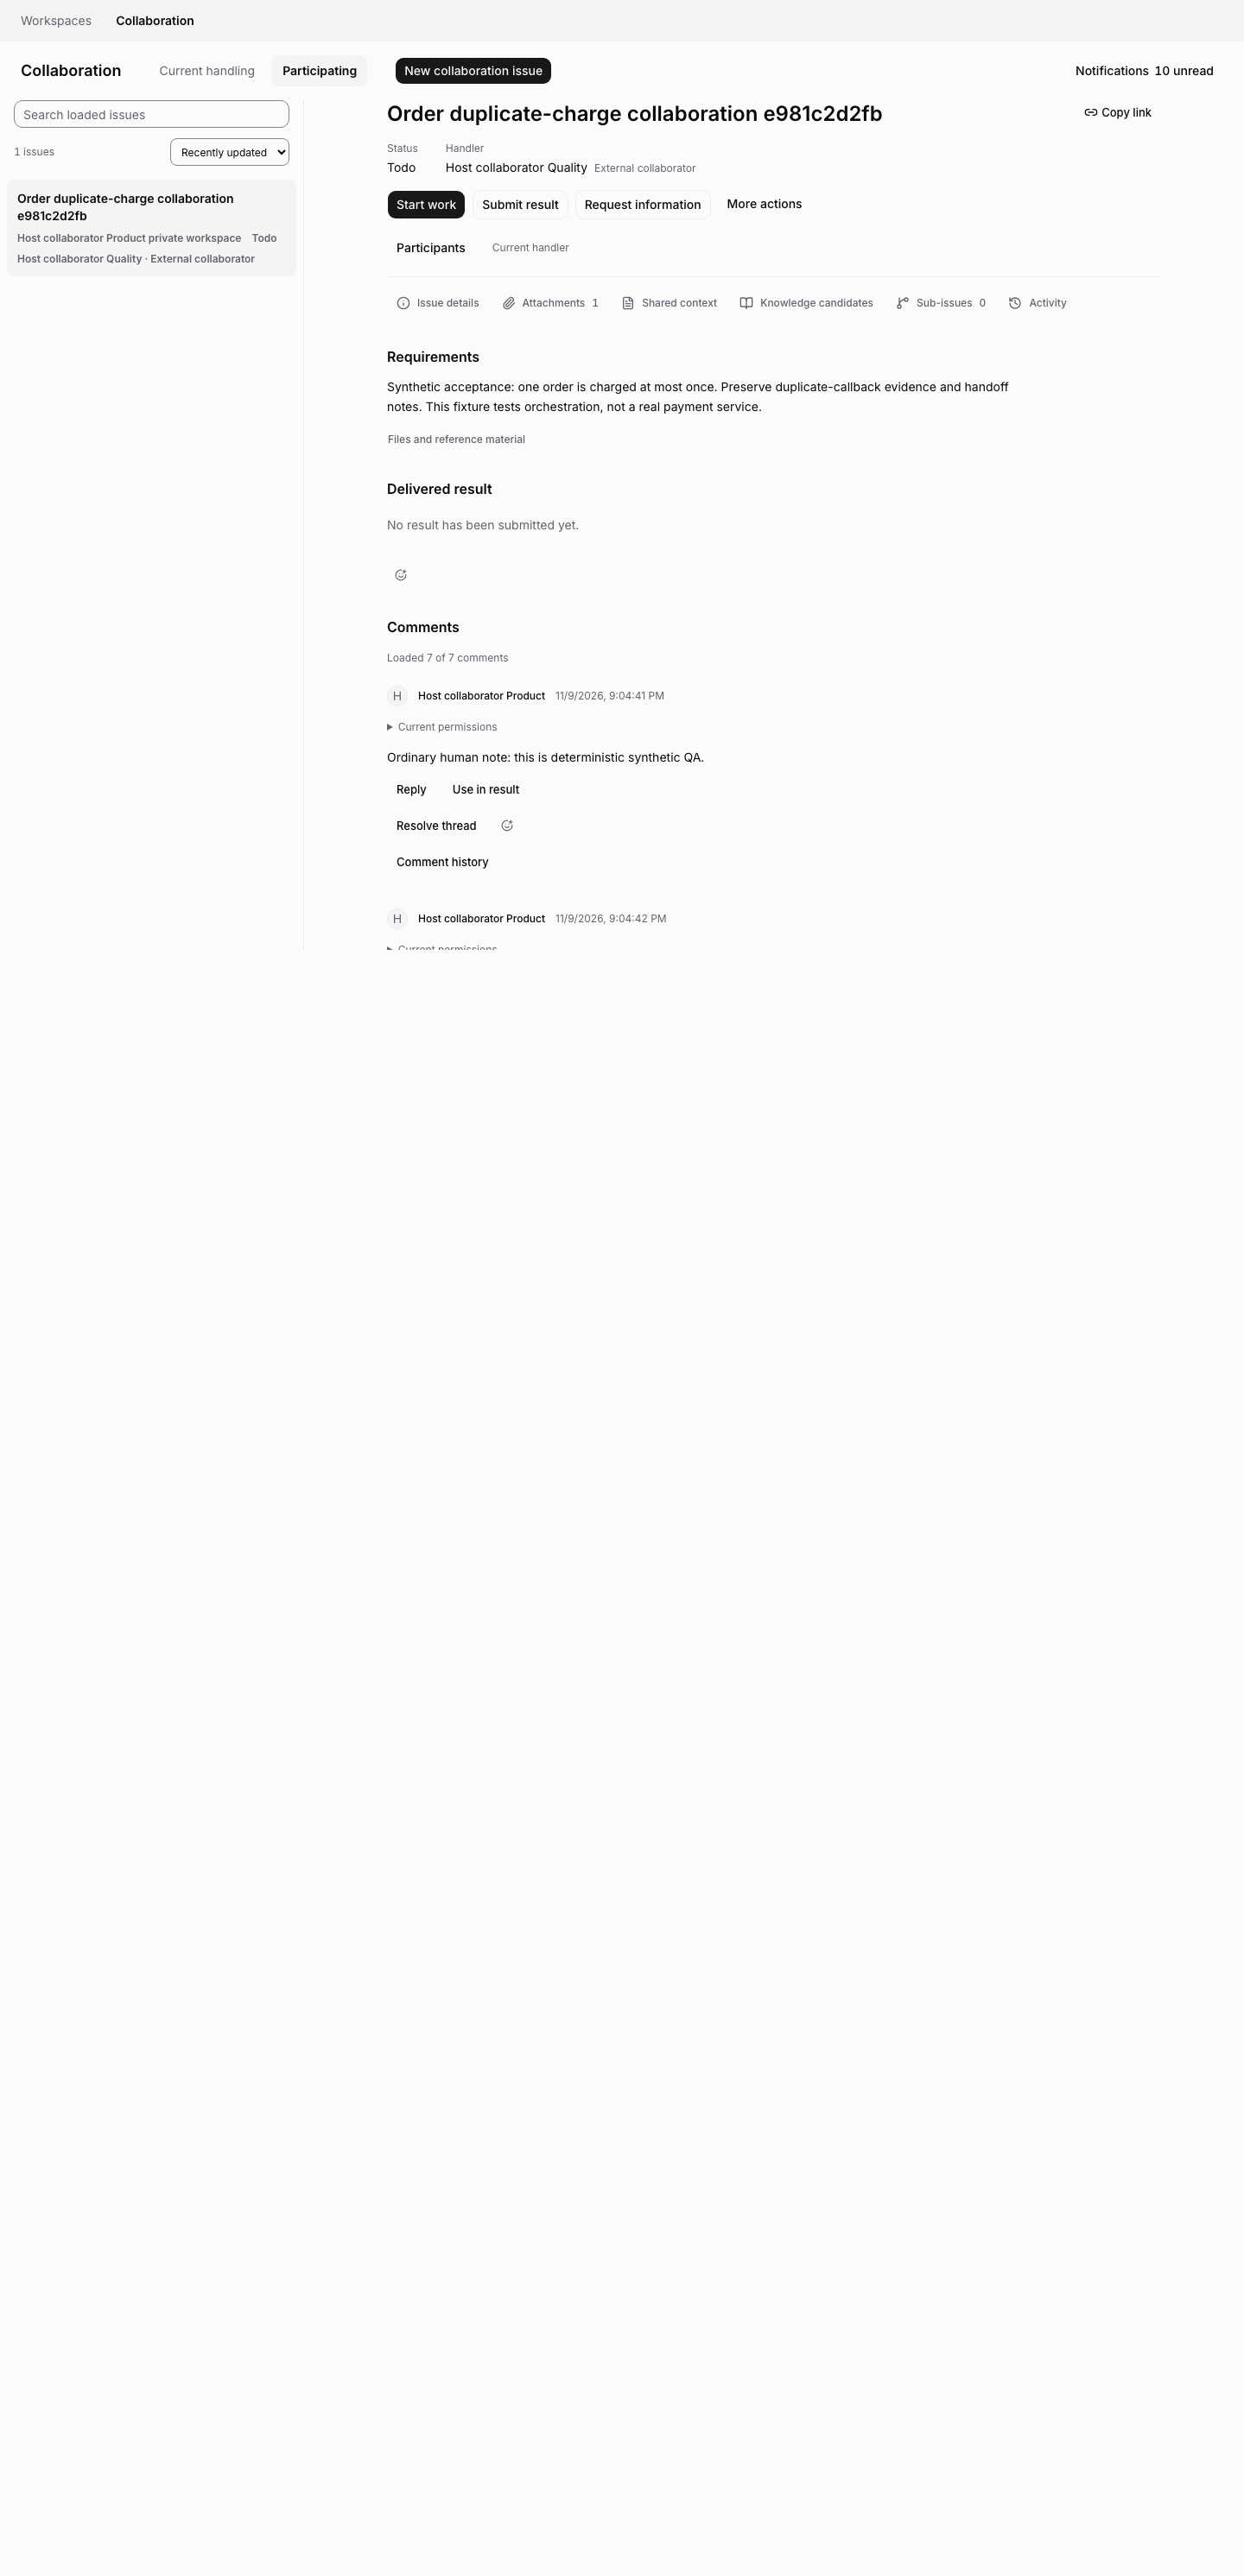 Workspaces Collaboration
Collaboration Current handling Participating New collaboration issue Notifications 10 unread
Search loaded issues
1 issues Recently updated
Order duplicate-charge collaboration
e981c2d2fb
Host collaborator Product private workspace Todo
Host collaborator Quality · External collaborator
Order duplicate-charge collaboration e981c2d2fb
Copy link
Status Handler
Todo Host collaborator Quality External collaborator
Start work Submit result Request information More actions
Participants Current handler
Issue details Attachments 1 Shared context Knowledge candidates Sub-issues 0 Activity
Requirements
Synthetic acceptance: one order is charged at most once. Preserve duplicate-callback evidence and handoff
notes. This fixture tests orchestration, not a real payment service.
Files and reference material
Delivered result
No result has been submitted yet.
Comments
Loaded 7 of 7 comments
H Host collaborator Product 11/9/2026, 9:04:41 PM
Current permissions
Ordinary human note: this is deterministic synthetic QA.
Reply Use in result
Resolve thread
Comment history
H Host collaborator Product 11/9/2026, 9:04:42 PM
Current permissions